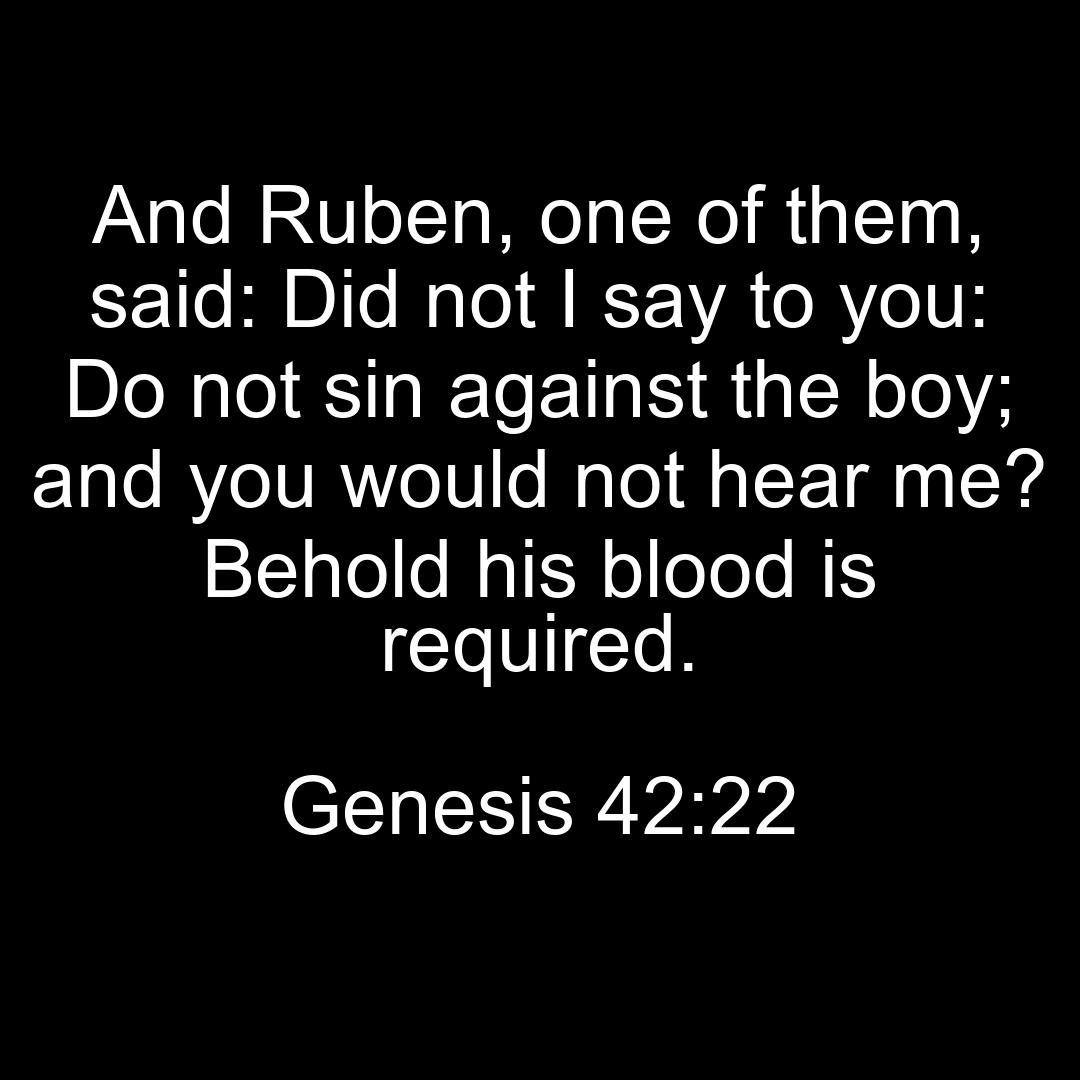 And Ruben, one of them,
said: Did not I say to you:
Do not sin against the boy;
and you would not hear me?
Behold his blood is
required.
Genesis 42:22